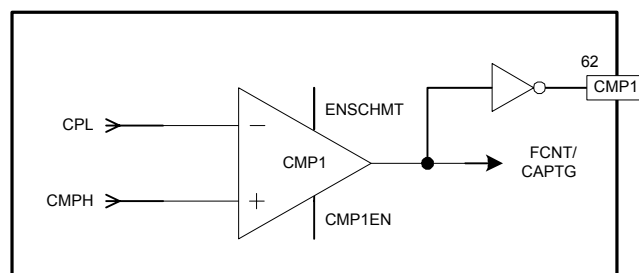 62
CMP1
ENSCHMT
CPL
−
CMP1
FCNT/
CAPTG
CMPH
+
CMP1EN